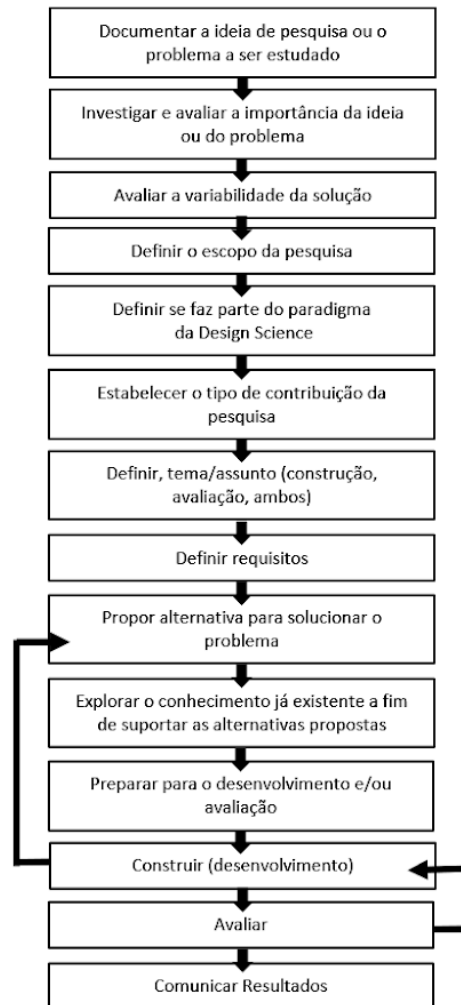 Documentar a ideia de pesquisa ou o
problema a ser estudado
Investigar e avaliar a importância da ideia
ou do problema
Avaliar a variabilidade da solução
Definir o escopo da pesquisa
Definir se faz parte do paradigma
da Design Science
Estabelecer o tipo de contribuição da
pesquisa
Definir, tema/assunto (construção,
avaliação, ambos)
Definir requisitos
Propor alternativa para solucionar o
problema
Explorar o conhecimento já existente a fim
de suportar as alternativas propostas
Preparar para o desenvolvimento e/ou
avaliação
Construir (desenvolvimento)
Avaliar
Comunicar Resultados